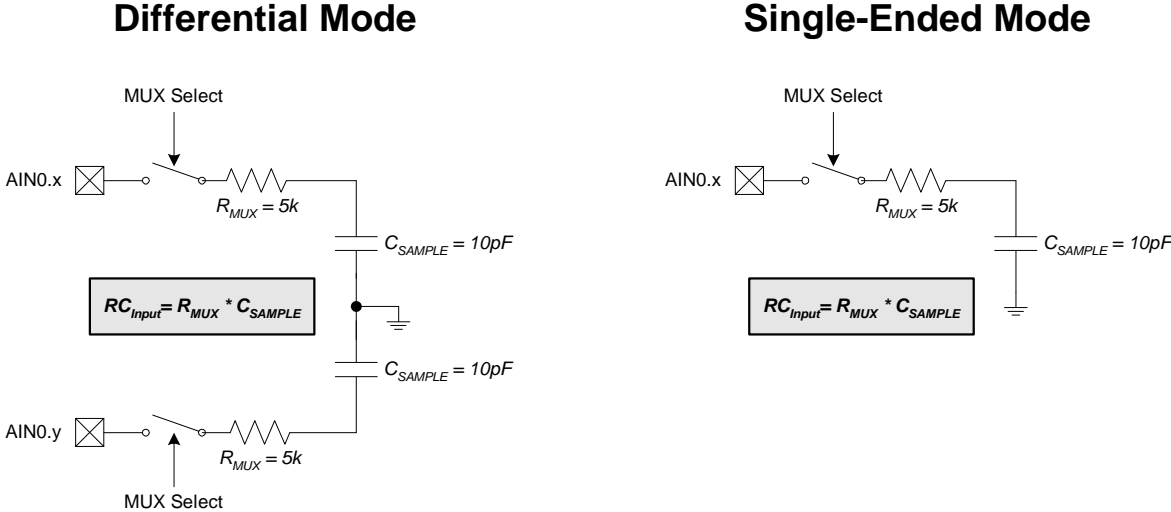 Differential Mode
MUX Select
AIN0.x
R_MUX = 5k
C_SAMPLE = 10pF
RC_Input= R_MUX * C_SAMPLE
C_SAMPLE = 10pF
AIN0.y
R_MUX = 5k
MUX Select
Single-Ended Mode
MUX Select
AIN0.x
R_MUX = 5k
C_SAMPLE = 10pF
RC_Input= R_MUX * C_SAMPLE